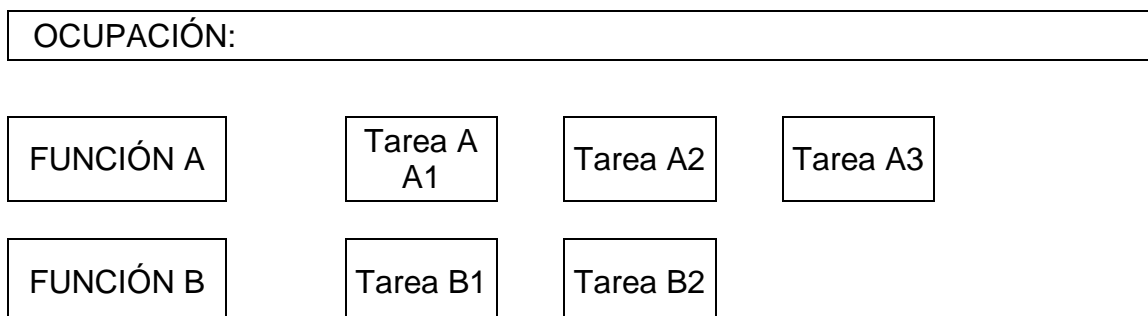 OCUPACIÓN:
FUNCIÓN A
Tarea A
A1
Tarea A2
Tarea A3
FUNCIÓN B
Tarea B1
Tarea B2